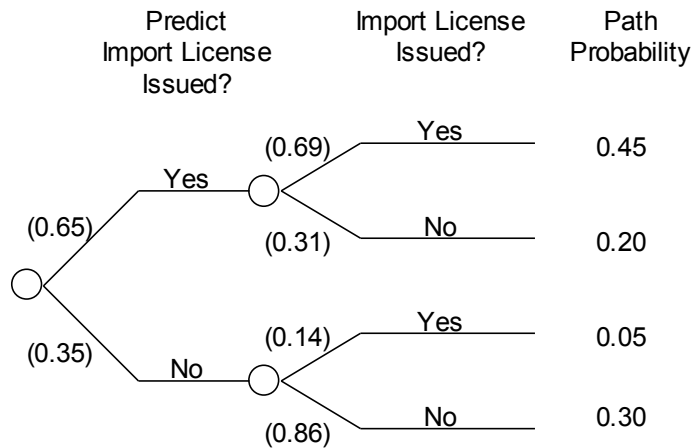 Predict
Import License
Issued?
Import License
Issued?
Path
Probability
(0.69)
Yes
0.45
Yes
(0.65)
(0.31)
No
0.20
(0.35)
(0.14)
Yes
0.05
No
(0.86)
No
0.30